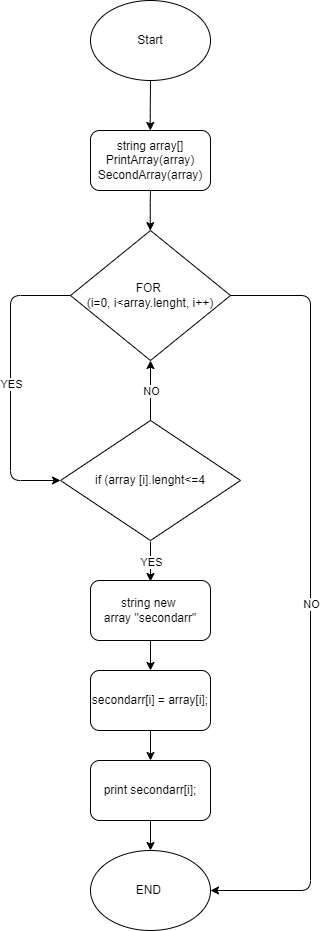 Start
string array[]
PrintArray(array)
SecondArray(array)
FOR
(i=0, i<array.lenght, i++)
YES
NO
if (array [i].lenght<=4
YES
string new
array "secondarr"
NO
secondarr[i] = array[i];
print secondarr[i];
END